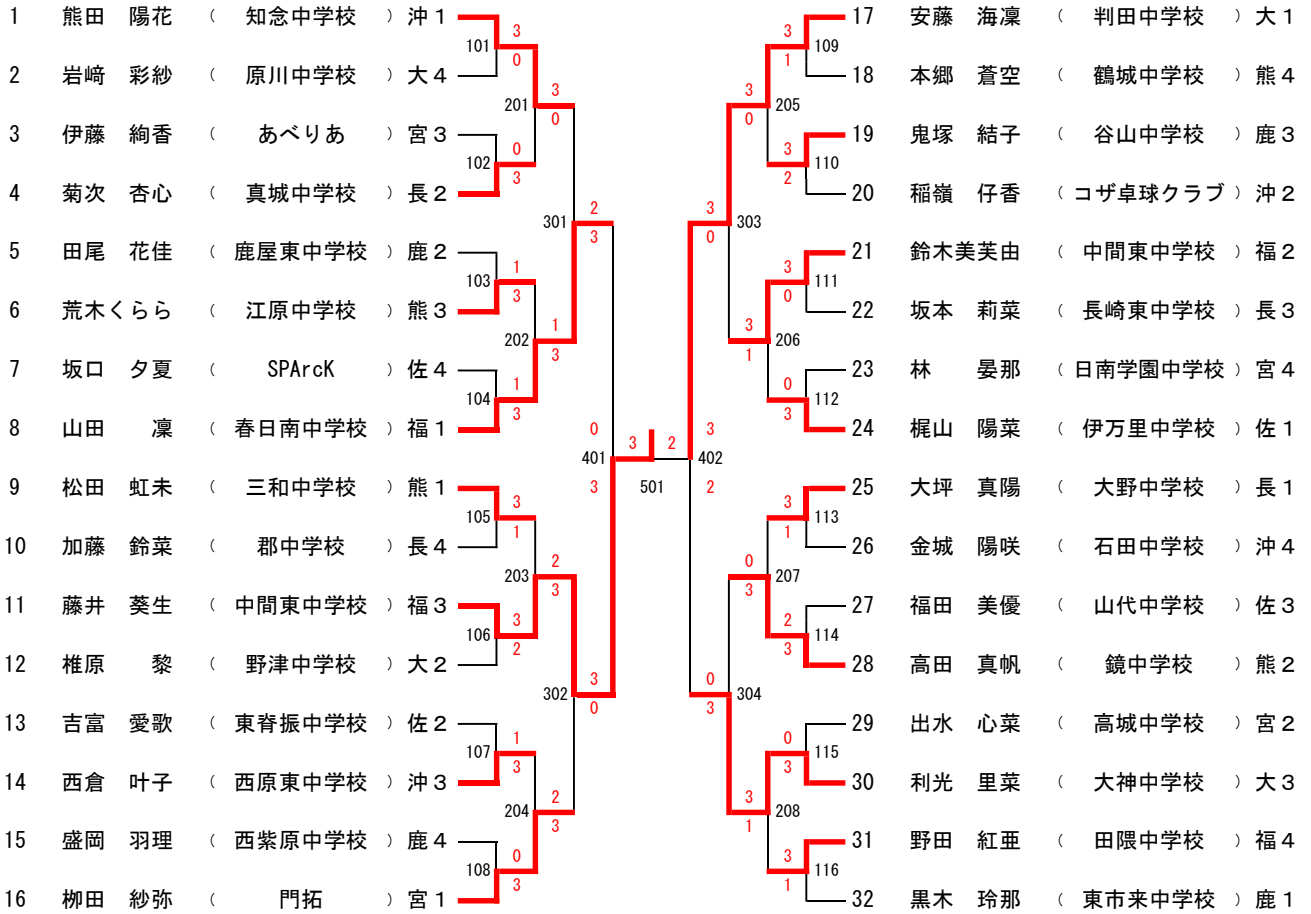 1 熊田 陽花 （ 知念中学校 ） 沖１
3
101
0
2 岩﨑 彩紗 （ 原川中学校 ） 大４
3
201
0
3 伊藤 絢香 （ あべりあ ） 宮３
0
102
3
4 菊次 杏心 （ 真城中学校 ） 長２
2
301
3
5 田尾 花佳 （ 鹿屋東中学校 ） 鹿２
1
103
3
6 荒木くらら （ 江原中学校 ） 熊３
1
202
3
7 坂口 夕夏 （ SPArcK ） 佐４
1
104
3
8 山田 凜 （ 春日南中学校 ） 福１
0
401
3
9 松田 虹未 （ 三和中学校 ） 熊１
3
105
1
10 加藤 鈴菜 （ 郡中学校 ） 長４
2
203
3
11 藤井 葵生 （ 中間東中学校 ） 福３
3
106
2
12 椎原 黎 （ 野津中学校 ） 大２
3
302
0
13 吉富 愛歌 （ 東脊振中学校 ） 佐２
1
107
3
14 西倉 叶子 （ 西原東中学校 ） 沖３
2
204
3
15 盛岡 羽理 （ 西紫原中学校 ） 鹿４
0
108
3
16 栁田 紗弥 （ 門拓 ） 宮１
3 2
501
17 安藤 海凜 （ 判田中学校 ） 大１
3
109
1
18 本郷 蒼空 （ 鶴城中学校 ） 熊４
3
205
0
19 鬼塚 結子 （ 谷山中学校 ） 鹿３
3
110
2
20 稲嶺 仔香 （ コザ卓球クラブ ） 沖２
3
303
0
21 鈴木美芙由 （ 中間東中学校 ） 福２
3
111
0
22 坂本 莉菜 （ 長崎東中学校 ） 長３
3
206
1
23 林 晏那 （ 日南学園中学校 ） 宮４
0
112
3
24 梶山 陽菜 （ 伊万里中学校 ） 佐１
3
402
2
25 大坪 真陽 （ 大野中学校 ） 長１
3
113
1
26 金城 陽咲 （ 石田中学校 ） 沖４
0
207
3
27 福田 美優 （ 山代中学校 ） 佐３
2
114
3
28 高田 真帆 （ 鏡中学校 ） 熊２
0
304
3
29 出水 心菜 （ 高城中学校 ） 宮２
0
115
3
30 利光 里菜 （ 大神中学校 ） 大３
3
208
1
31 野田 紅亜 （ 田隈中学校 ） 福４
3
116
1
32 黒木 玲那 （ 東市来中学校 ） 鹿１